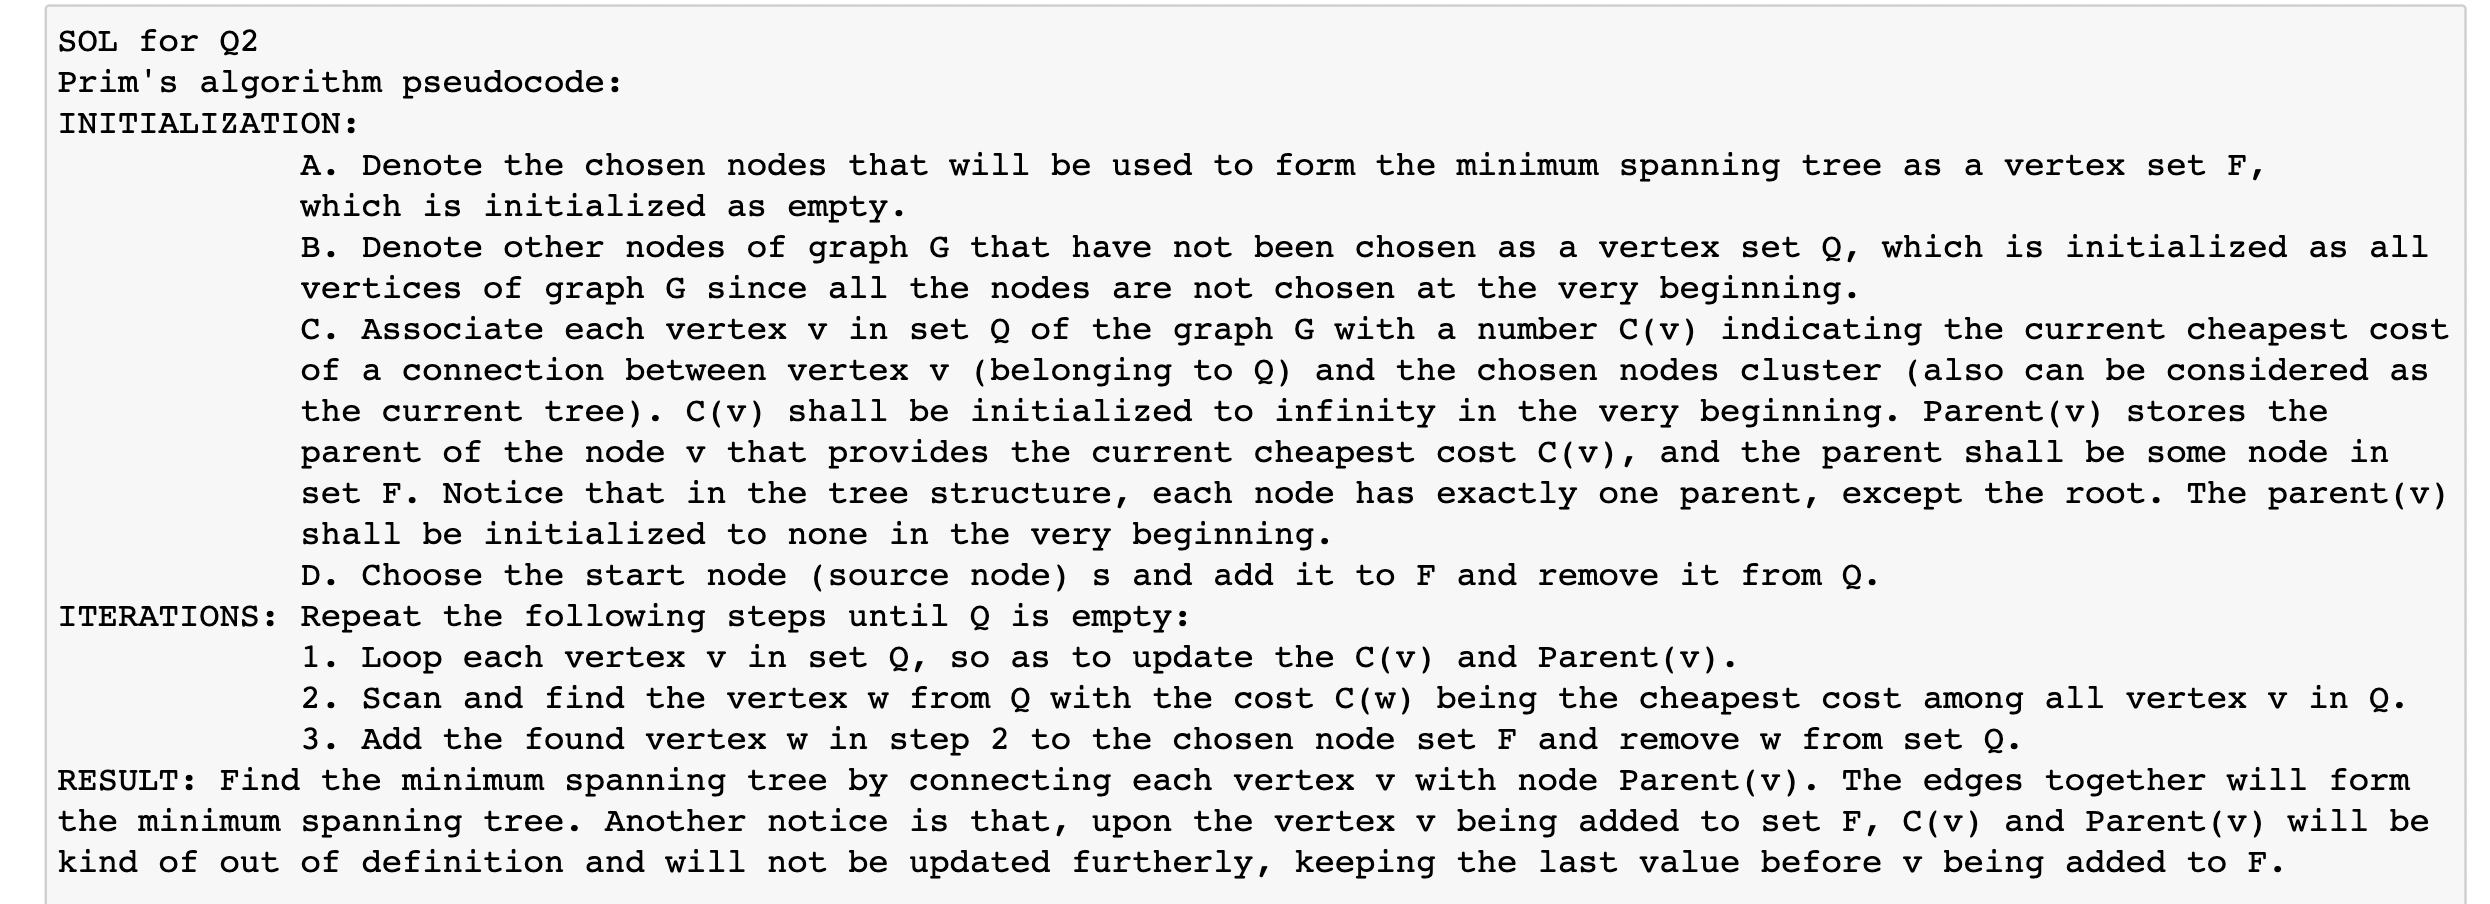 SOL for Q2
Prim's algorithm pseudocode:
INITIALIZATION:
A. Denote the chosen nodes that will be used to form the minimum spanning tree as a vertex set F,
which is initialized as empty.
B. Denote other nodes of graph G that have not been chosen as a vertex set Q, which is initialized as all
vertices of graph G since all the nodes are not chosen at the very beginning.
C. Associate each vertex v in set Q of the graph G with a number C(v) indicating the current cheapest cost
of a connection between vertex v (belonging to Q) and the chosen nodes cluster (also can be considered as
the current tree). C(v) shall be initialized to infinity in the very beginning. Parent(v) stores the
parent of the node v that provides the current cheapest cost C(v), and the parent shall be some node in
set F. Notice that in the tree structure, each node has exactly one parent, except the root. The parent(v)
shall be initialized to none in the very beginning.
D. Choose the start node (source node) s and add it to F and remove it from Q.
ITERATIONS: Repeat the following steps until Q is empty:
1. Loop each vertex v in set Q, so as to update the C(v) and Parent(v).
2. Scan and find the vertex w from Q with the cost C(w) being the cheapest cost among all vertex v in Q.
3. Add the found vertex w in step 2 to the chosen node set F and remove w from set Q.
RESULT: Find the minimum spanning tree by connecting each vertex v with node Parent(v). The edges together will form
the minimum spanning tree. Another notice is that, upon the vertex v being added to set F, C(v) and Parent(v) will be
kind of out of definition and will not be updated furtherly, keeping the last value before v being added to F.